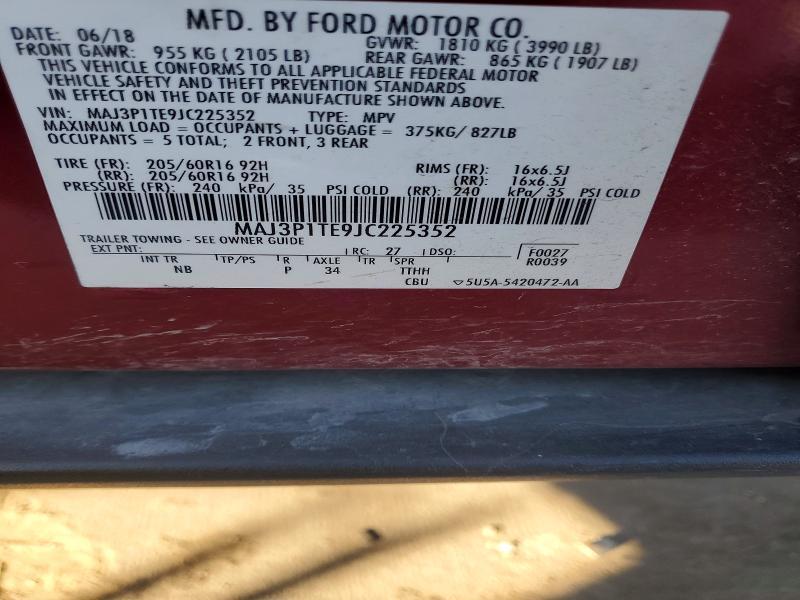 MFD. BY FORD MOTOR CO.
DATE: 06/18 GVWR: 1810 KG ( 3990 LB)
FRONT GAWR: 955 KG ( 2105 LB) REAR GAWR: 865 KG ( 1907 LB)
THIS VEHICLE CONFORMS TO ALL APPLICABLE FEDERAL MOTOR
VEHICLE SAFETY AND THEFT PREVENTION STANDARDS
IN EFFECT ON THE DATE OF MANUFACTURE SHOWN ABOVE.
VIN: MAJ3P1TE9JC225352 TYPE: MPV
MAXIMUM LOAD = OCCUPANTS + LUGGAGE = 375KG/ 827LB
OCCUPANTS = 5 TOTAL; 2 FRONT, 3 REAR
TIRE (FR): 205/60R16 92H RIMS (FR): 16x6.5J
(RR): 205/60R16 92H (RR): 16x6.5J
PRESSURE (FR): 240 kPa/ 35 PSI COLD (RR): 240 kPa/ 35 PSI COLD
MAJ3P1TE9JC225352
TRAILER TOWING - SEE OWNER GUIDE
EXT PNT: RC: 27 DSO: F0027
R0039
INT TR TP/PS R AXLE TR SPR
NB P 34 TTHH
CBU ▽5U5A-5420472-AA